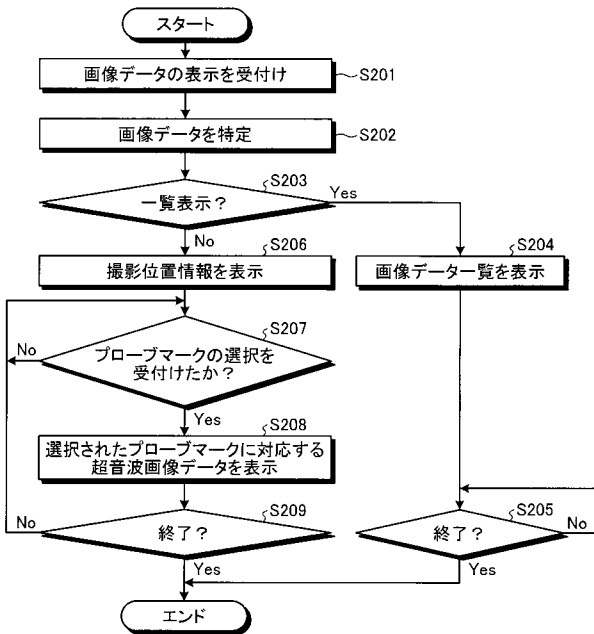 スタート
画像データの表示を受付け
S201
画像データを特定
S202
S203
一覧表示？
Yes
No
S206
撮影位置情報を表示
S204
画像データ一覧を表示
S207
No
プローブマークの選択を
受付けたか？
Yes
S208
選択されたプローブマークに対応する
超音波画像データを表示
S209
No
終了？
Yes
S205
終了？
No
Yes
エンド